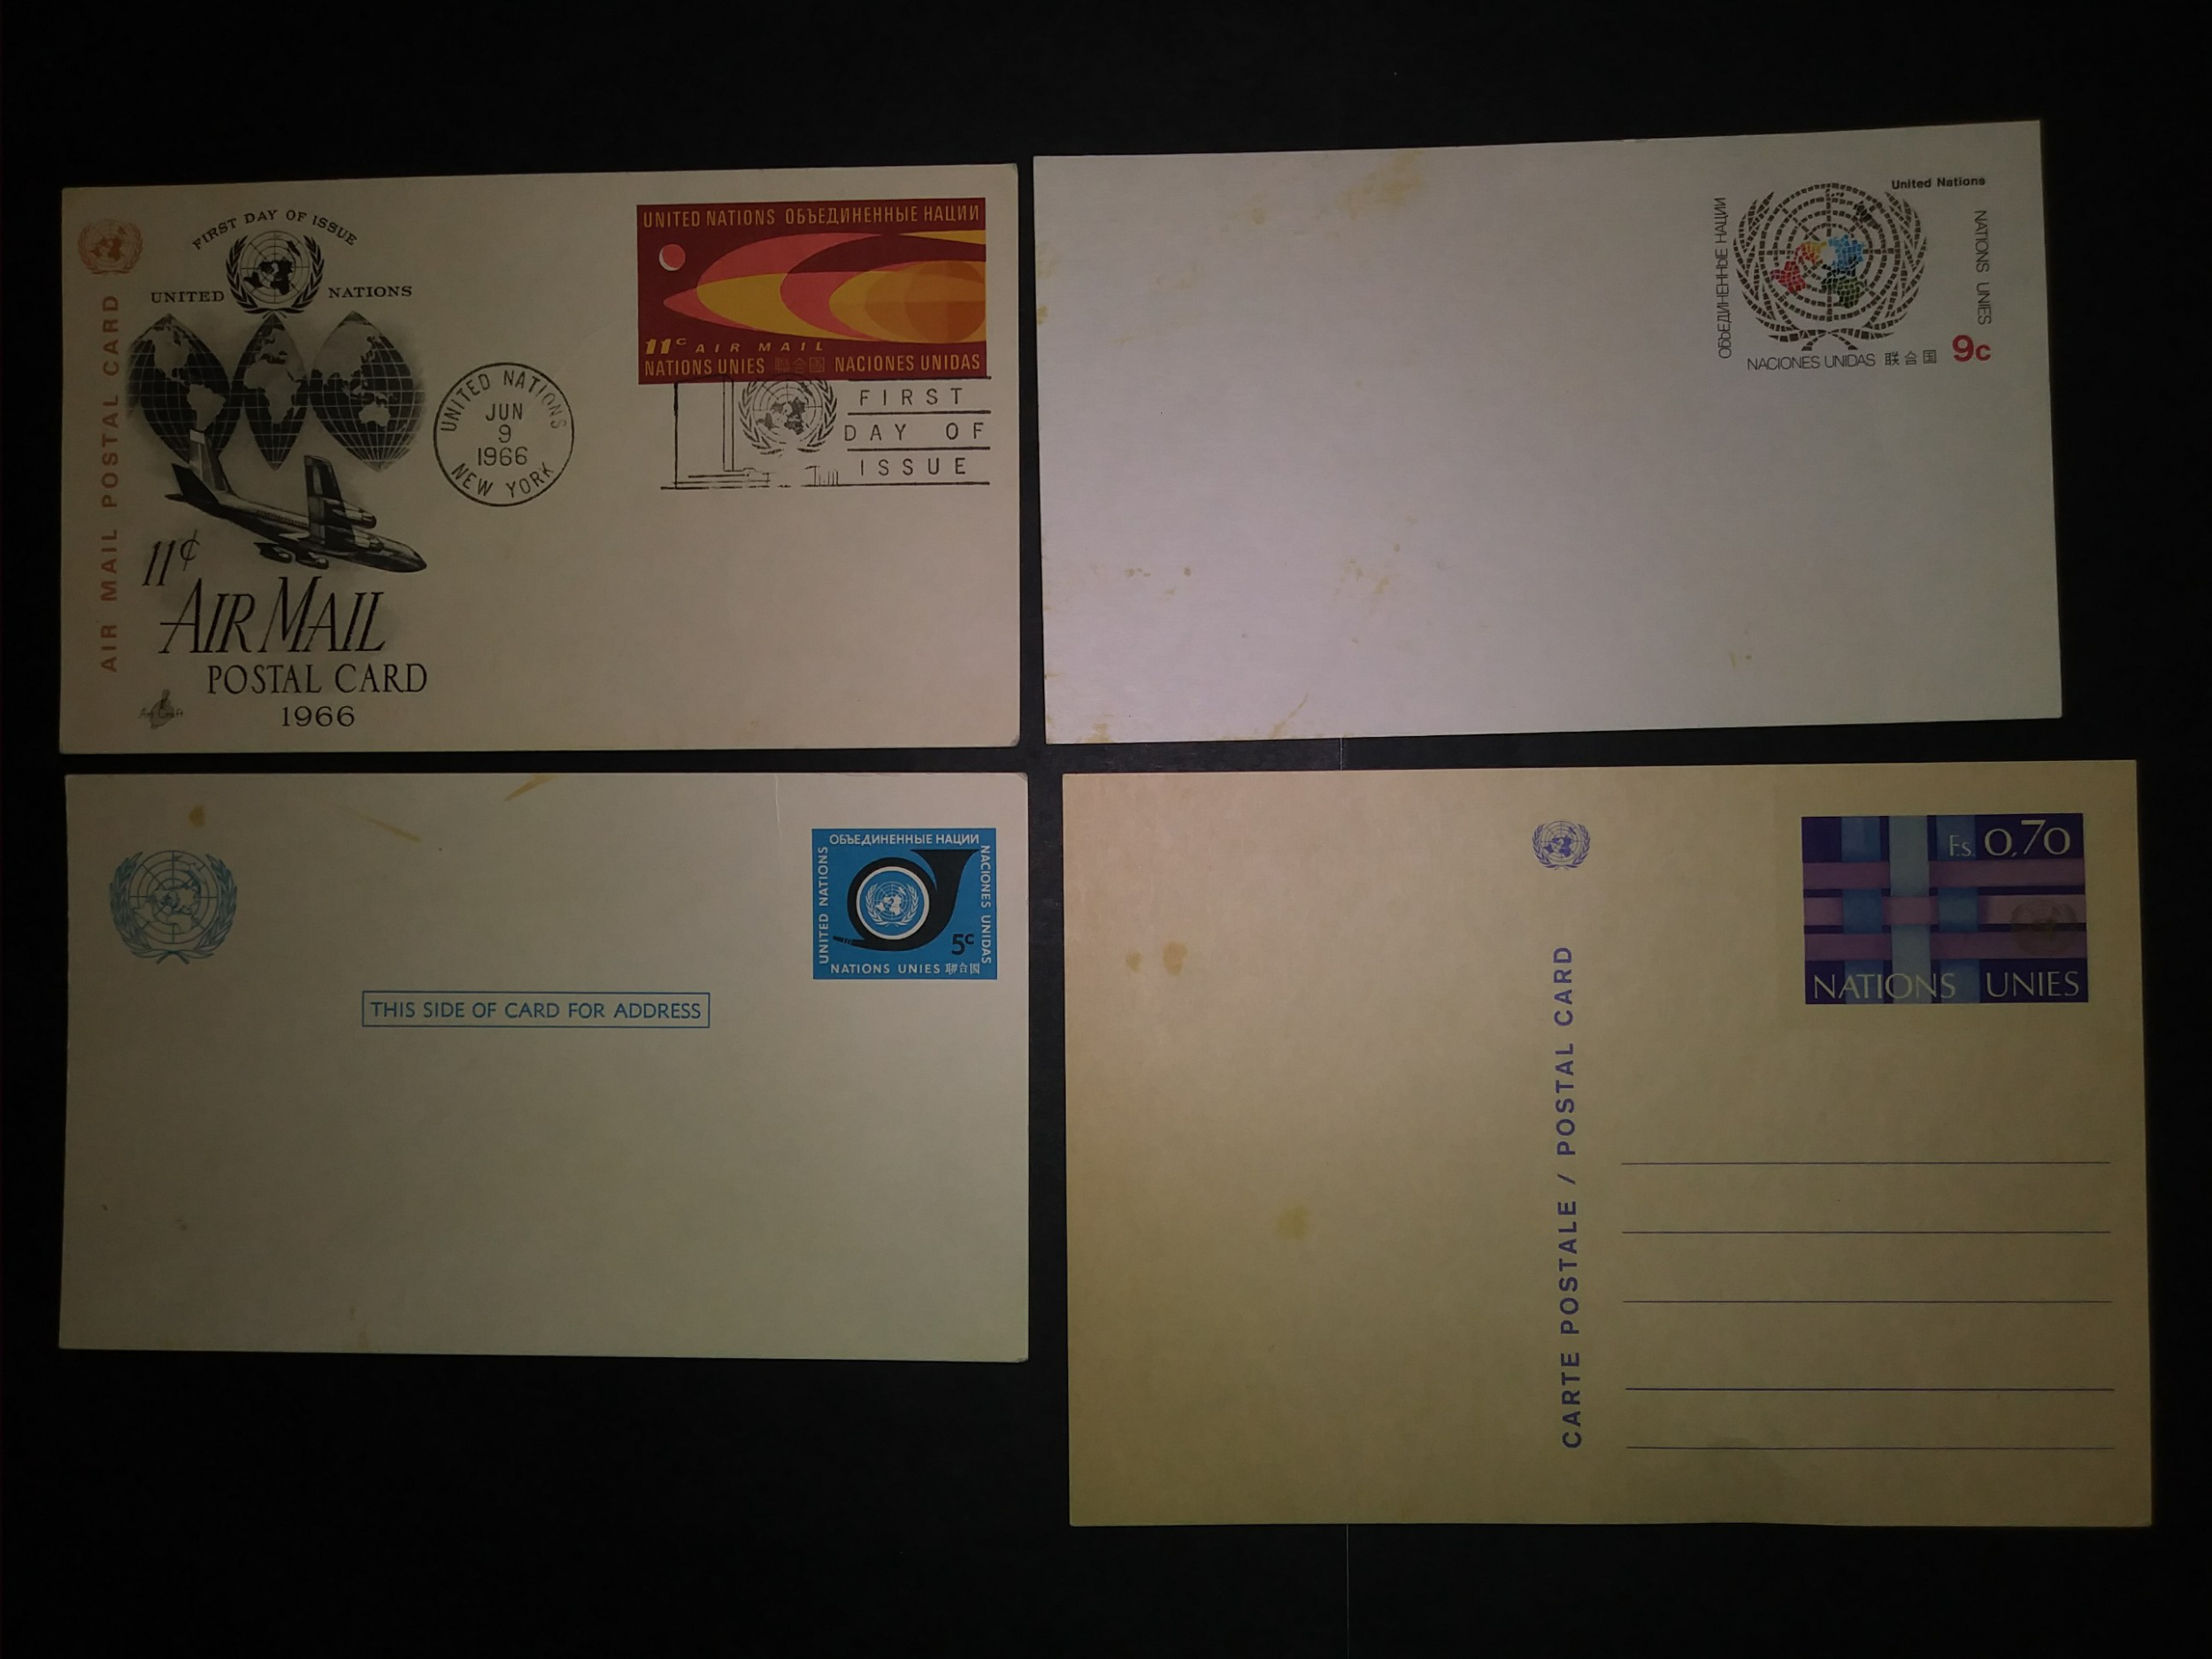 AIR MAIL POSTAL CARD
FIRST DAY OF ISSUE
UNITED NATIONS
11¢
AIR MAIL
POSTAL CARD
1966
Art Craft
UNITED NATIONS
JUN
9
1966
NEW YORK
UNITED NATIONS ОБЪЕДИНЕННЫЕ НАЦИИ
11c AIR MAIL
NATIONS UNIES 聯合國 NACIONES UNIDAS
FIRST
DAY OF
ISSUE
United Nations
ОБЪЕДИНЕННЫЕ НАЦИИ
NATIONS UNIES
NACIONES UNIDAS 联合国 9c
ОБЪЕДИНЕННЫЕ НАЦИИ
UNITED NATIONS
NACIONES UNIDAS
5c
NATIONS UNIES 聯合国
THIS SIDE OF CARD FOR ADDRESS
F.s. 0,70
NATIONS UNIES
CARTE POSTALE / POSTAL CARD